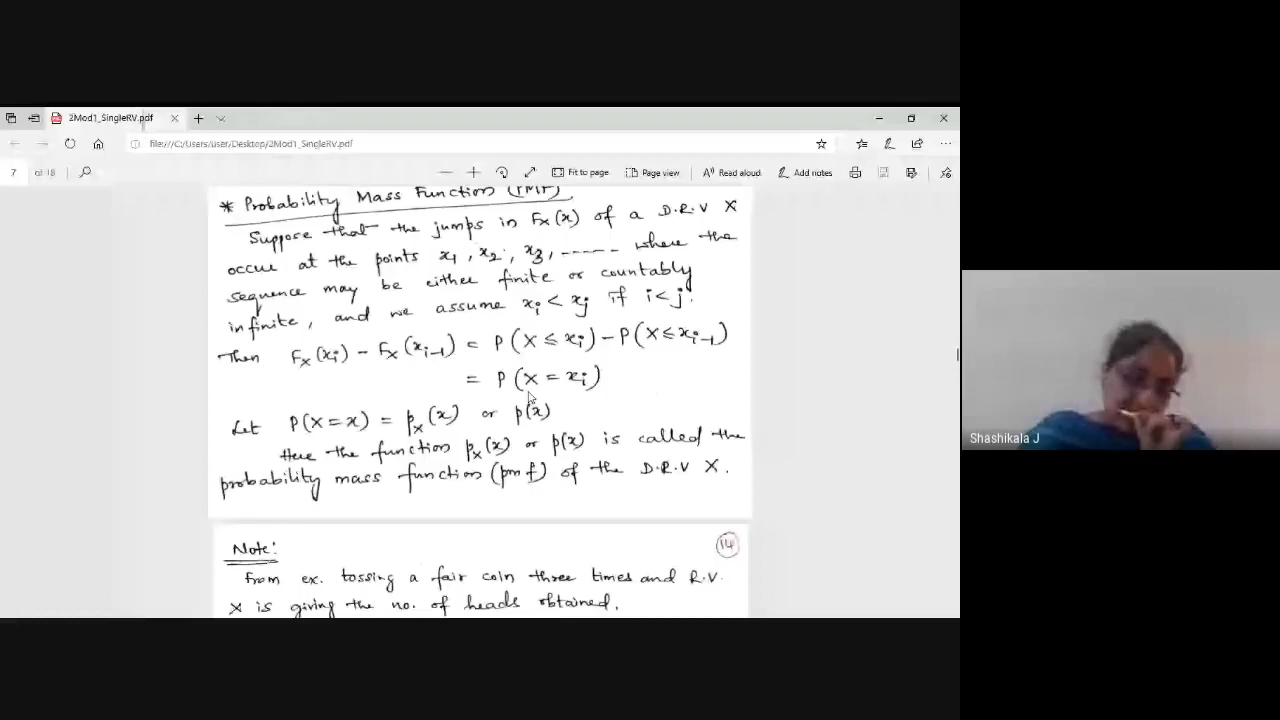 2Mod1_SingleRV.pdf
file:///C:/Users/user/Desktop/2Mod1_SingleRV.pdf
7 of 18 Fit to page Page view Read aloud Add notes
* Probability Mass Function (PMF)
Suppose that the jumps in Fx(x) of a D.R.V X
occur at the points x1, x2, x3, ------ where the
sequence may be either finite or countably
infinite, and we assume xi < xj if i < j.
Then Fx(xi) - Fx(xi-1) = P(X ≤ xi) - P(X ≤ xi-1)
= P(X = xi)
Let P(X = x) = px(x) or p(x)
Here the function px(x) or p(x) is called the
probability mass function (pmf) of the D.R.V X.
Note: 14
From ex. tossing a fair coin three times and R.V.
X is giving the no. of heads obtained.
Shashikala J